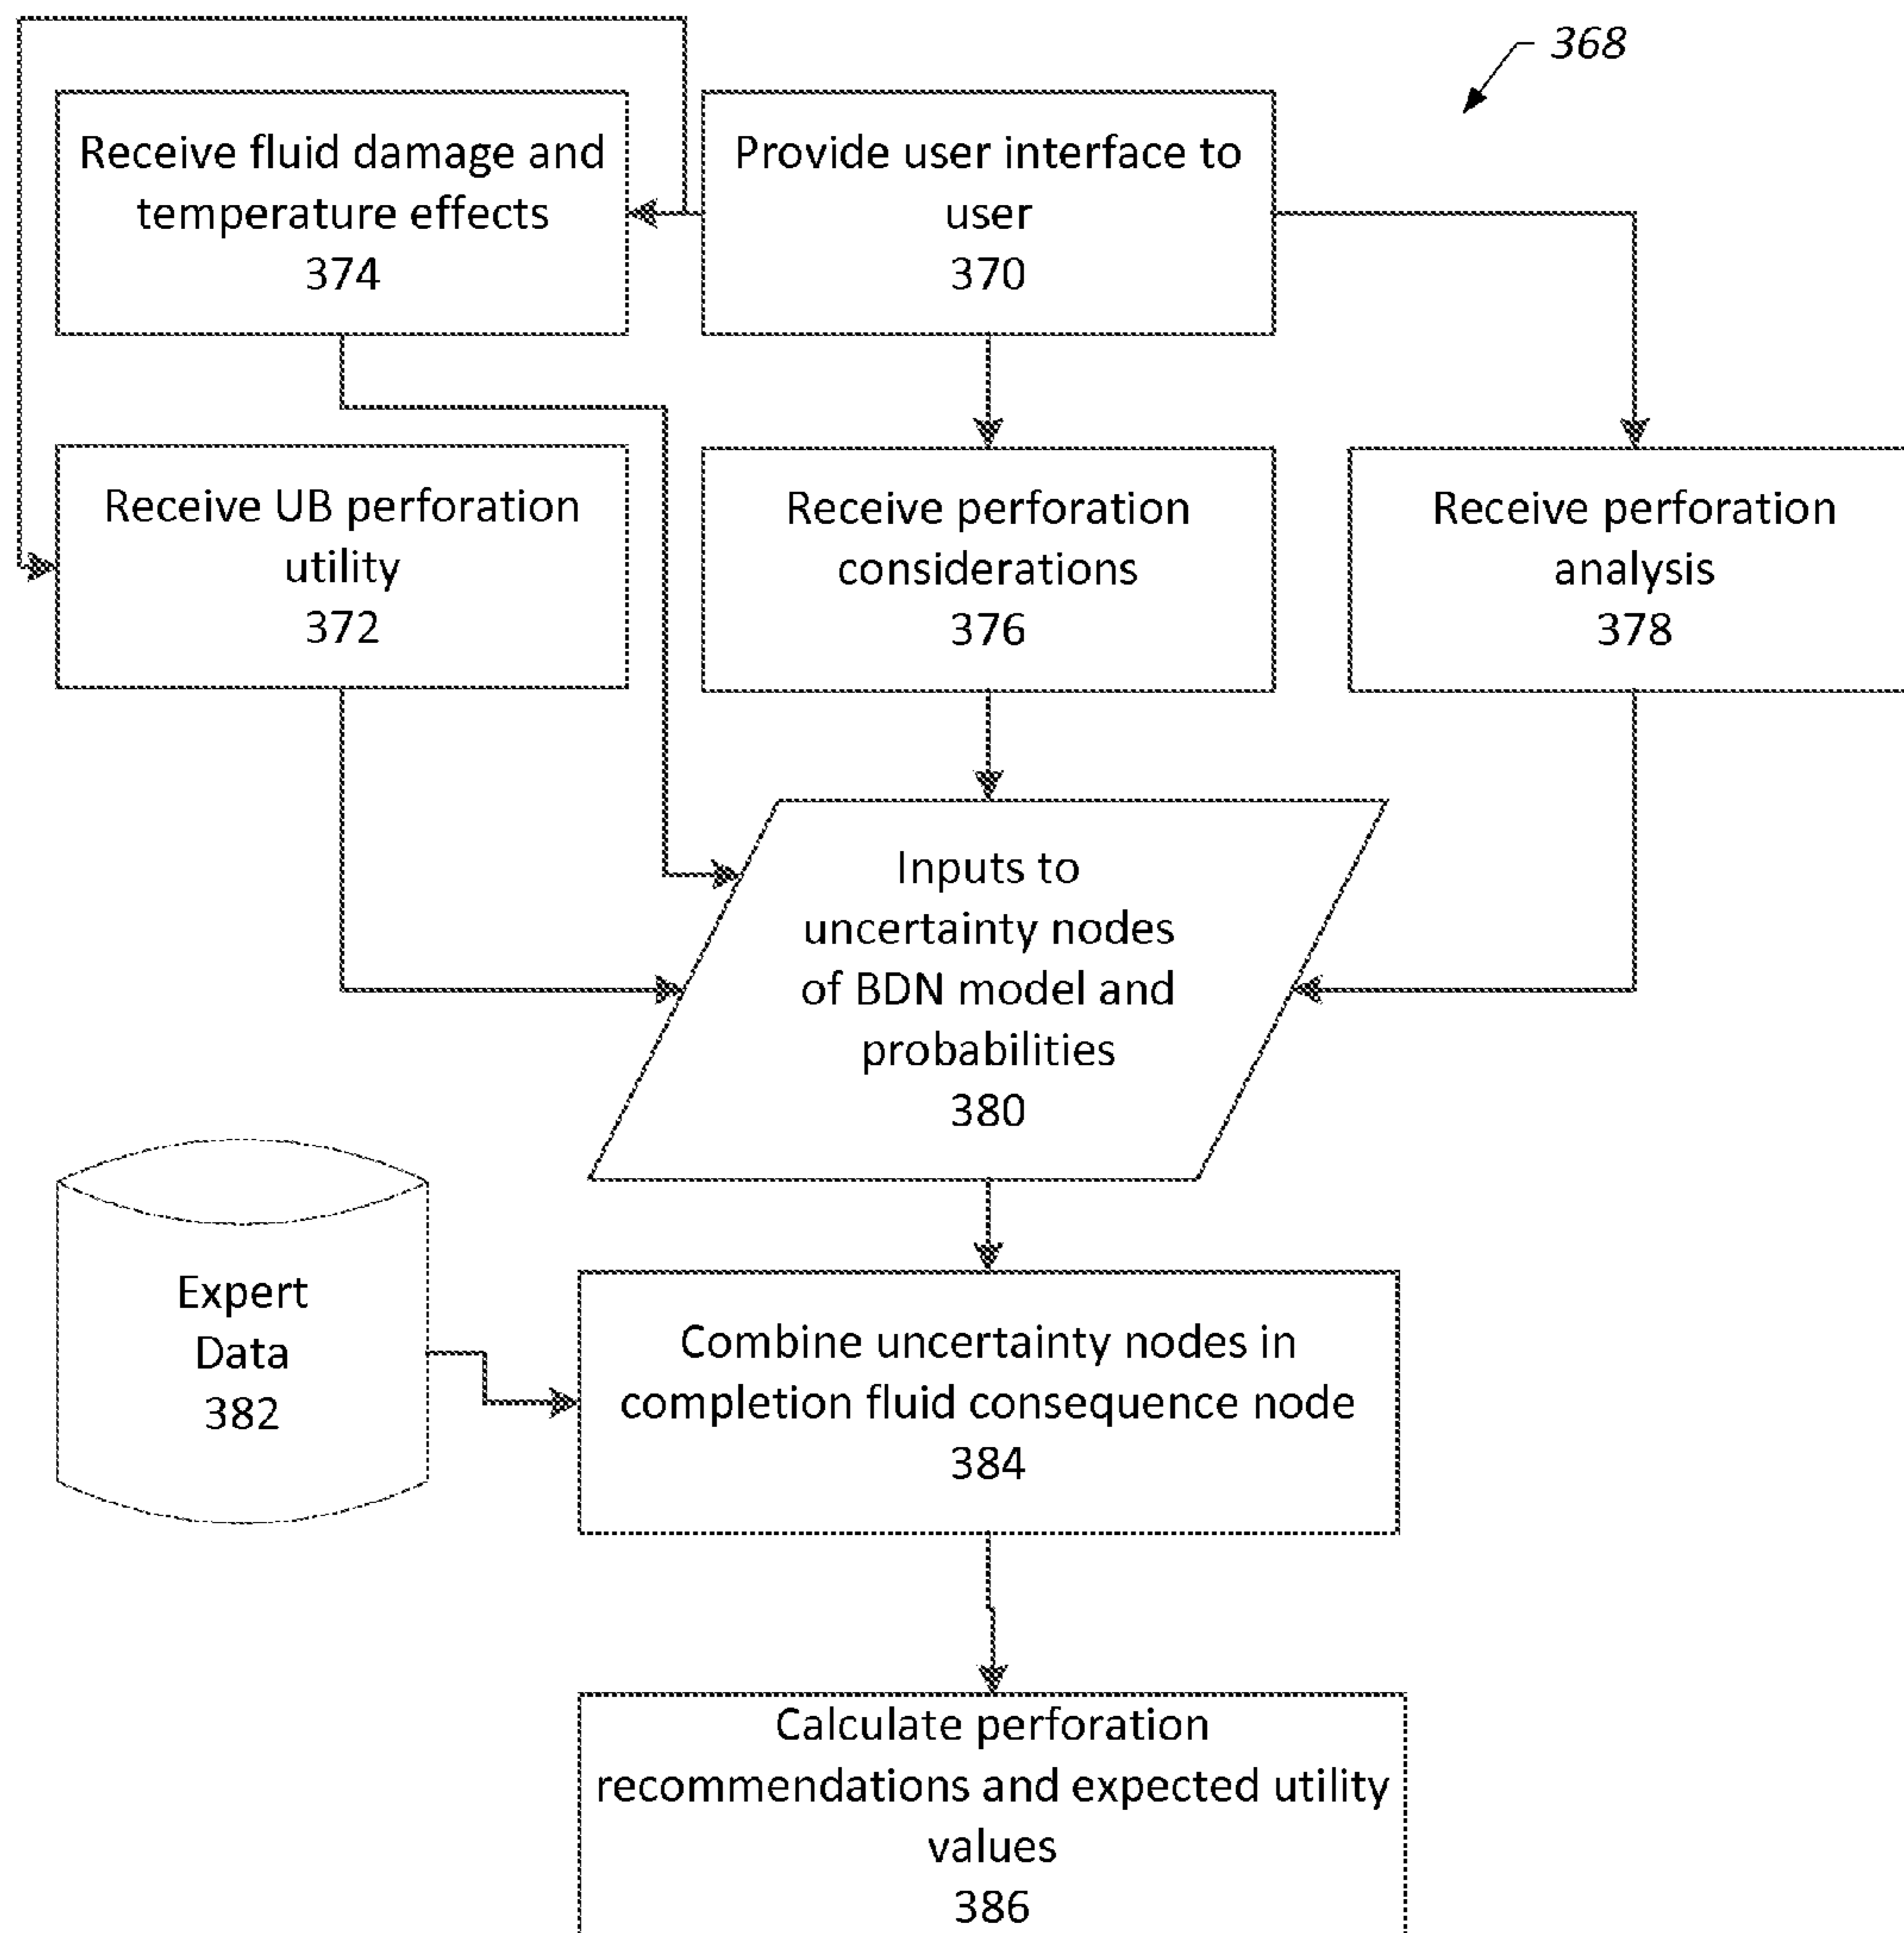 368
Receive fluid damage and
temperature effects
374
Provide user interface to
user
370
Receive UB perforation
utility
372
Receive perforation
considerations
376
Receive perforation
analysis
378
Inputs to
uncertainty nodes
of BDN model and
probabilities
380
Expert
Data
382
Combine uncertainty nodes in
completion fluid consequence node
384
Calculate perforation
recommendations and expected utility
values
386